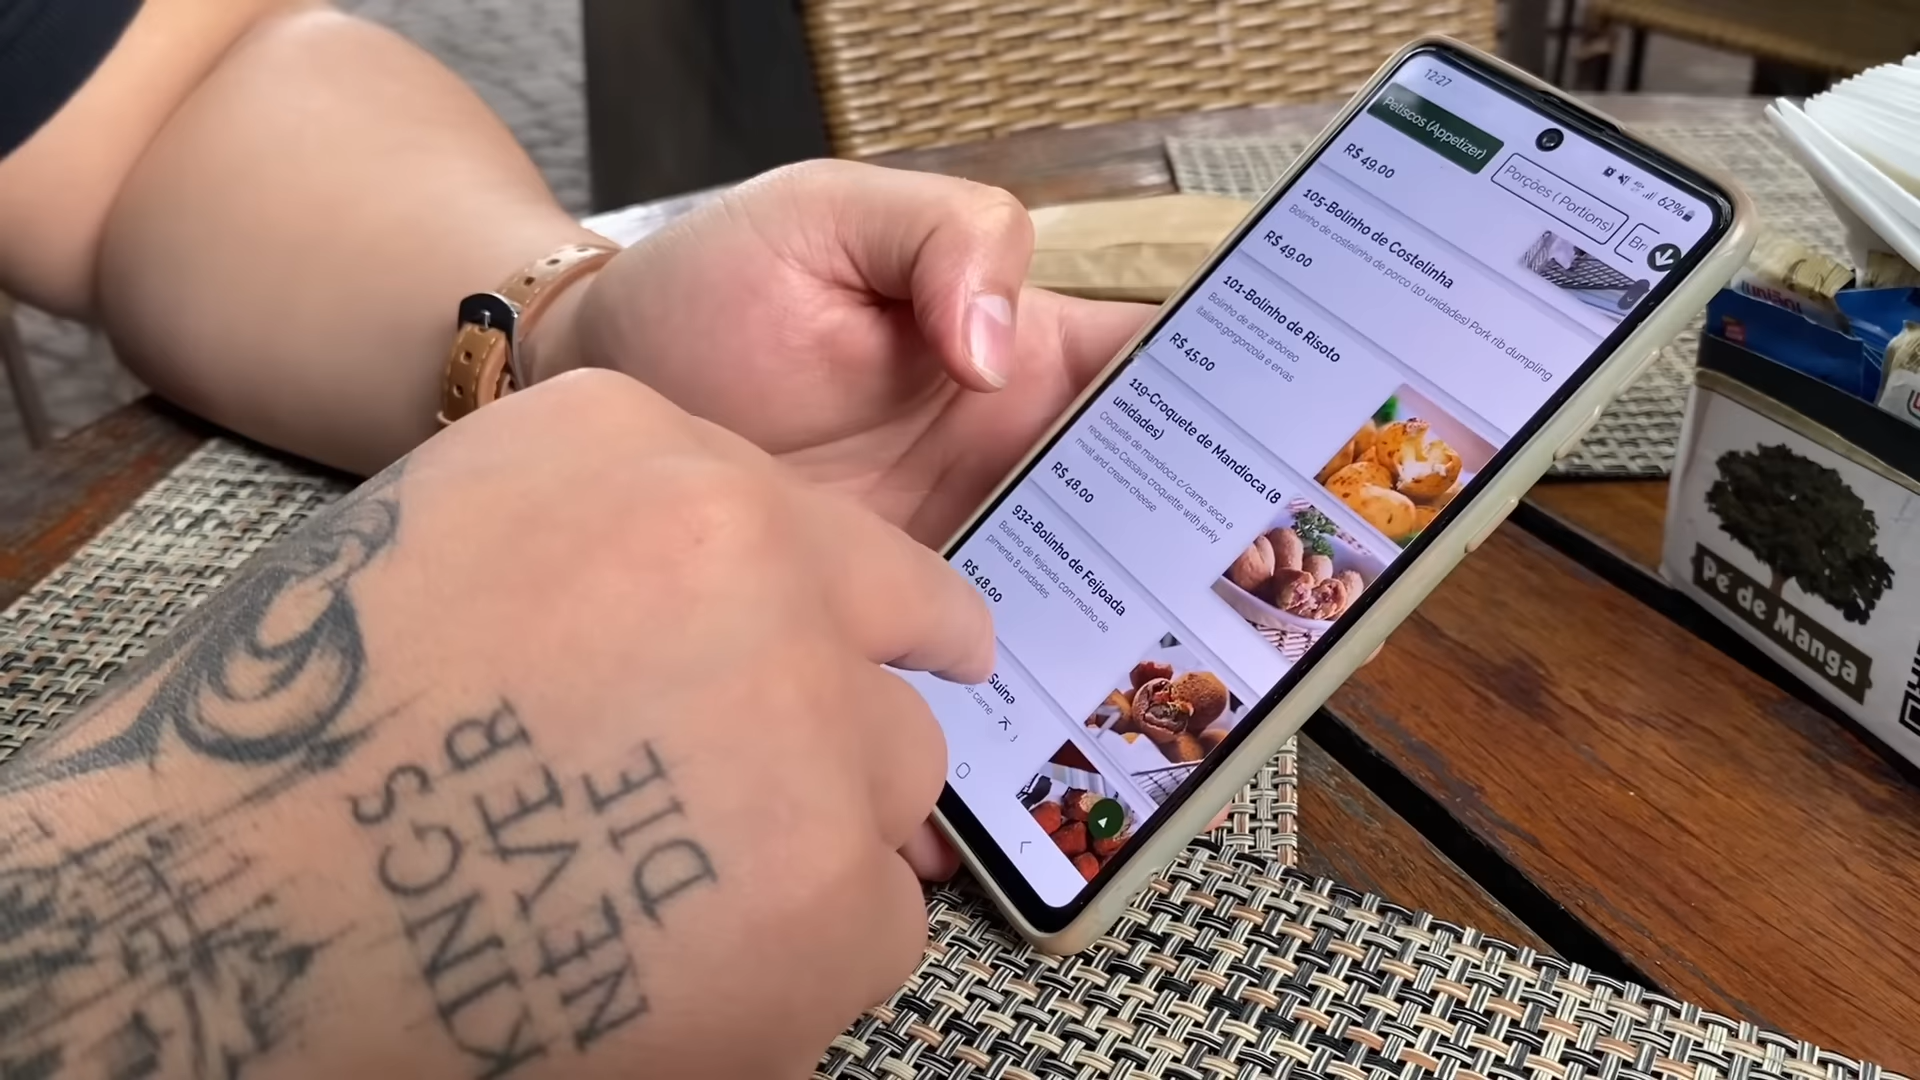 12:27
62%
Petiscos (Appetizer)
Porções ( Portions)
R$ 49,00
105-Bolinho de Costelinha
Bolinho de costelinha de porco (10 unidades) Pork rib dumpling
R$ 49,00
101-Bolinho de Risoto
Bolinho de arroz arboreo
italiano,gorgonzola e ervas
R$ 45,00
119-Croquete de Mandioca (8
unidades)
Croquete de mandioca c/carne seca e
requeijão Cassava croquette with jerky
meat and cream cheese
R$ 48,00
932-Bolinho de Feijoada
Bolinho de feijoada com molho de
pimenta 8 unidades
R$ 48,00
Suina
carne
KINGS
NEVER
DIE
união!
Pé de Manga